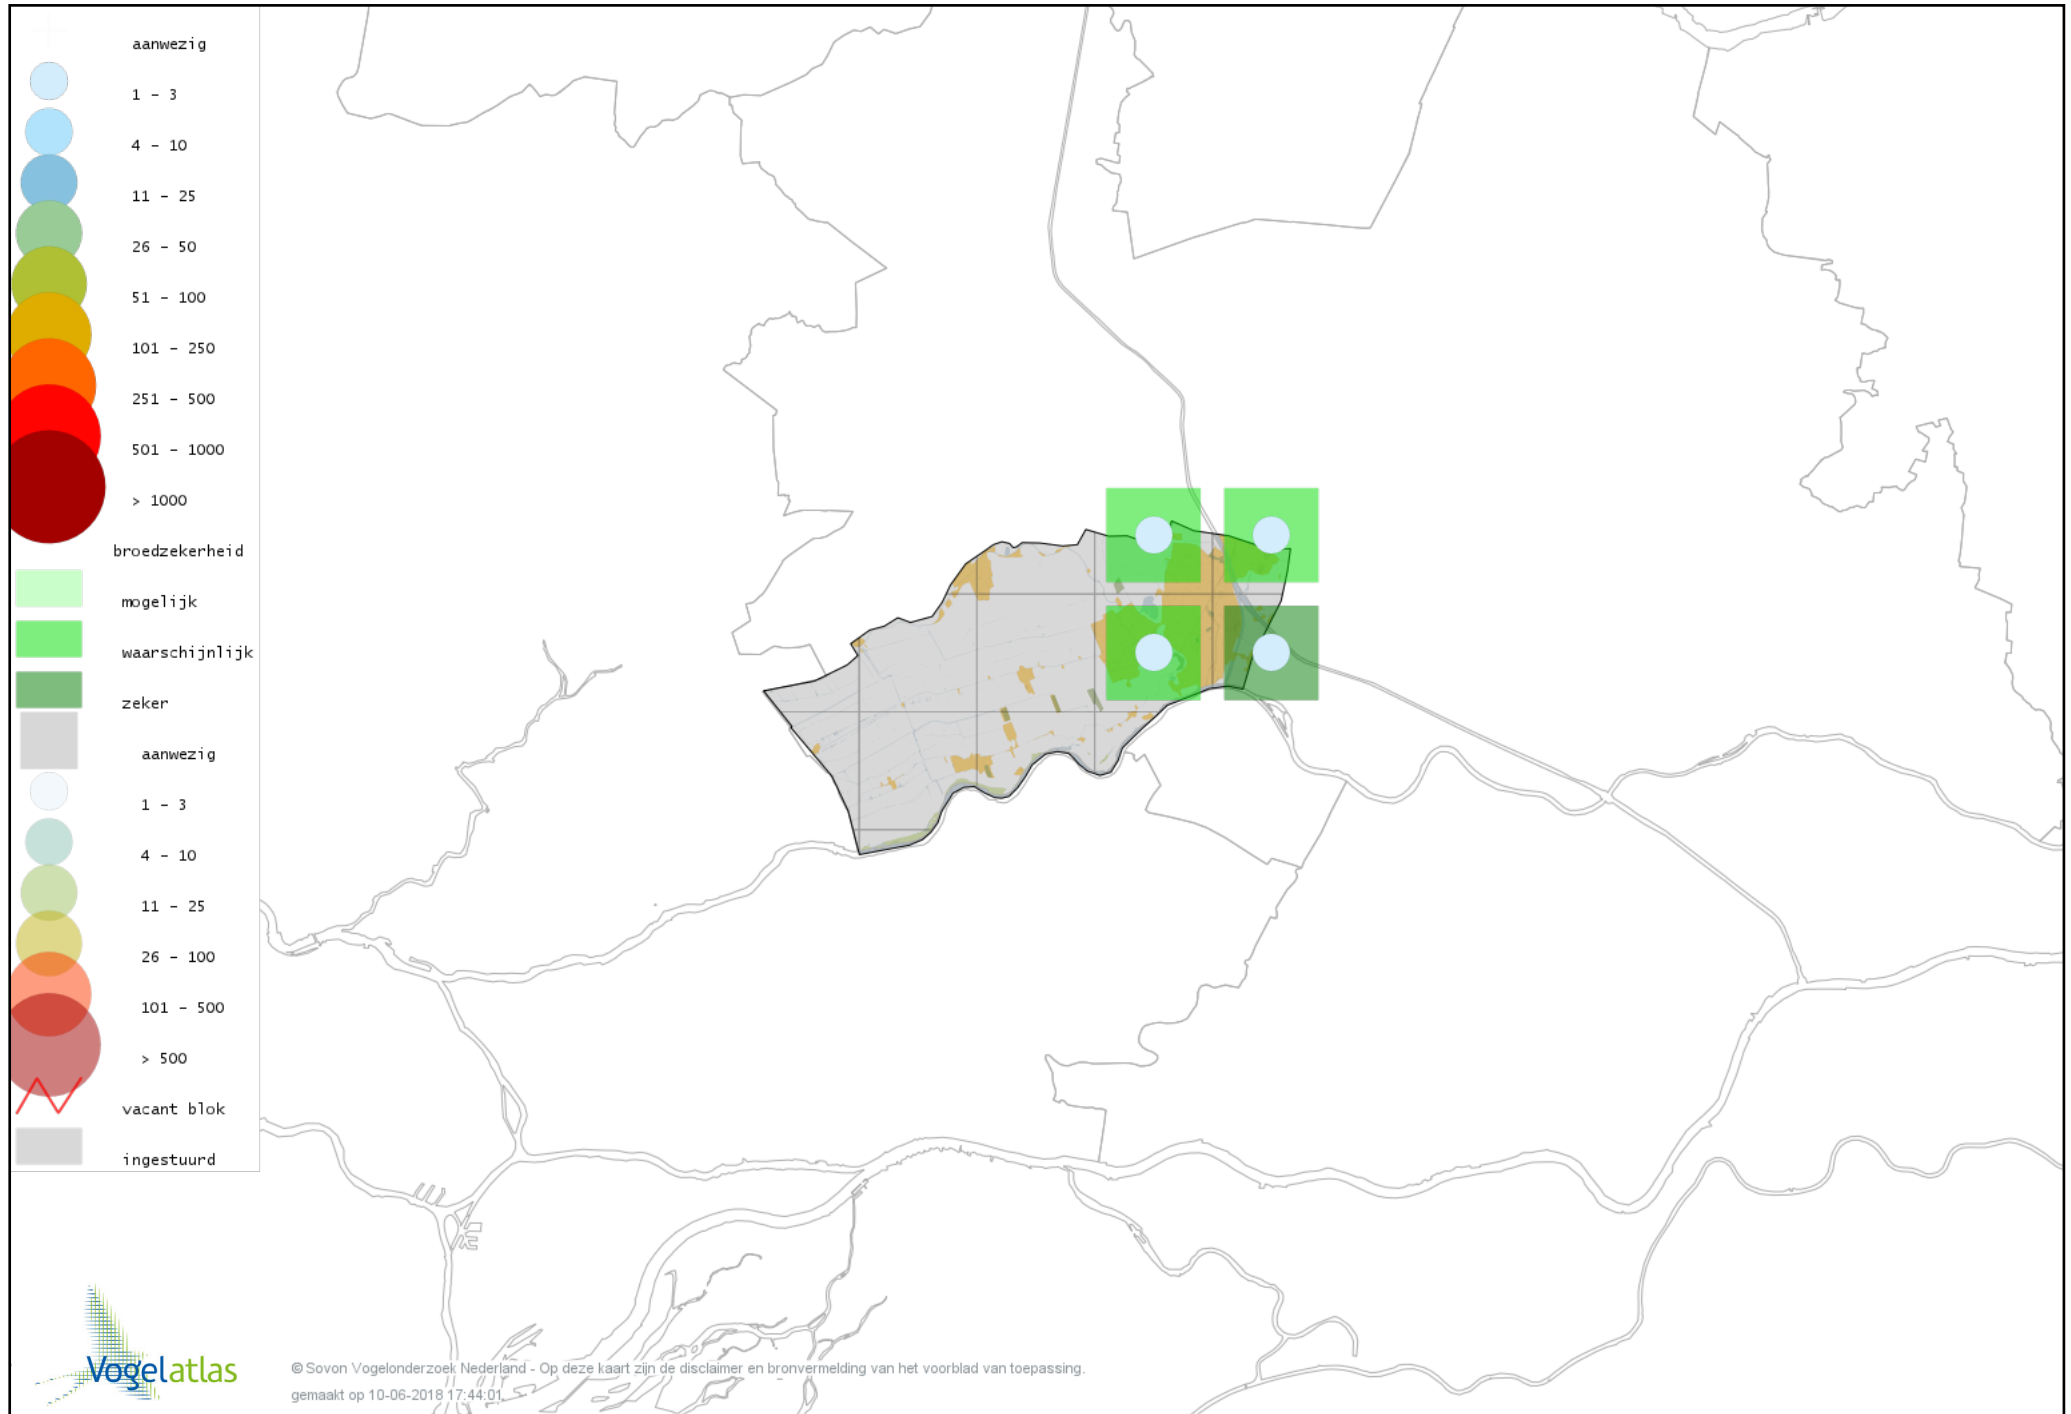 aanwezig
1 – 3
4 – 10
11 – 25
26 – 50
51 – 100
101 – 250
251 – 500
501 – 1000
> 1000
broedzekerheid
mogelijk
waarschijnlijk
zeker
aanwezig
1 – 3
4 – 10
11 – 25
26 – 100
101 – 500
> 500
vacant blok
ingestuurd
Vogelatlas
© Sovon Vogelonderzoek Nederland - Op deze kaart zijn de disclaimer en bronvermelding van het voorblad van toepassing.
gemaakt op 10-06-2018 17:44:01